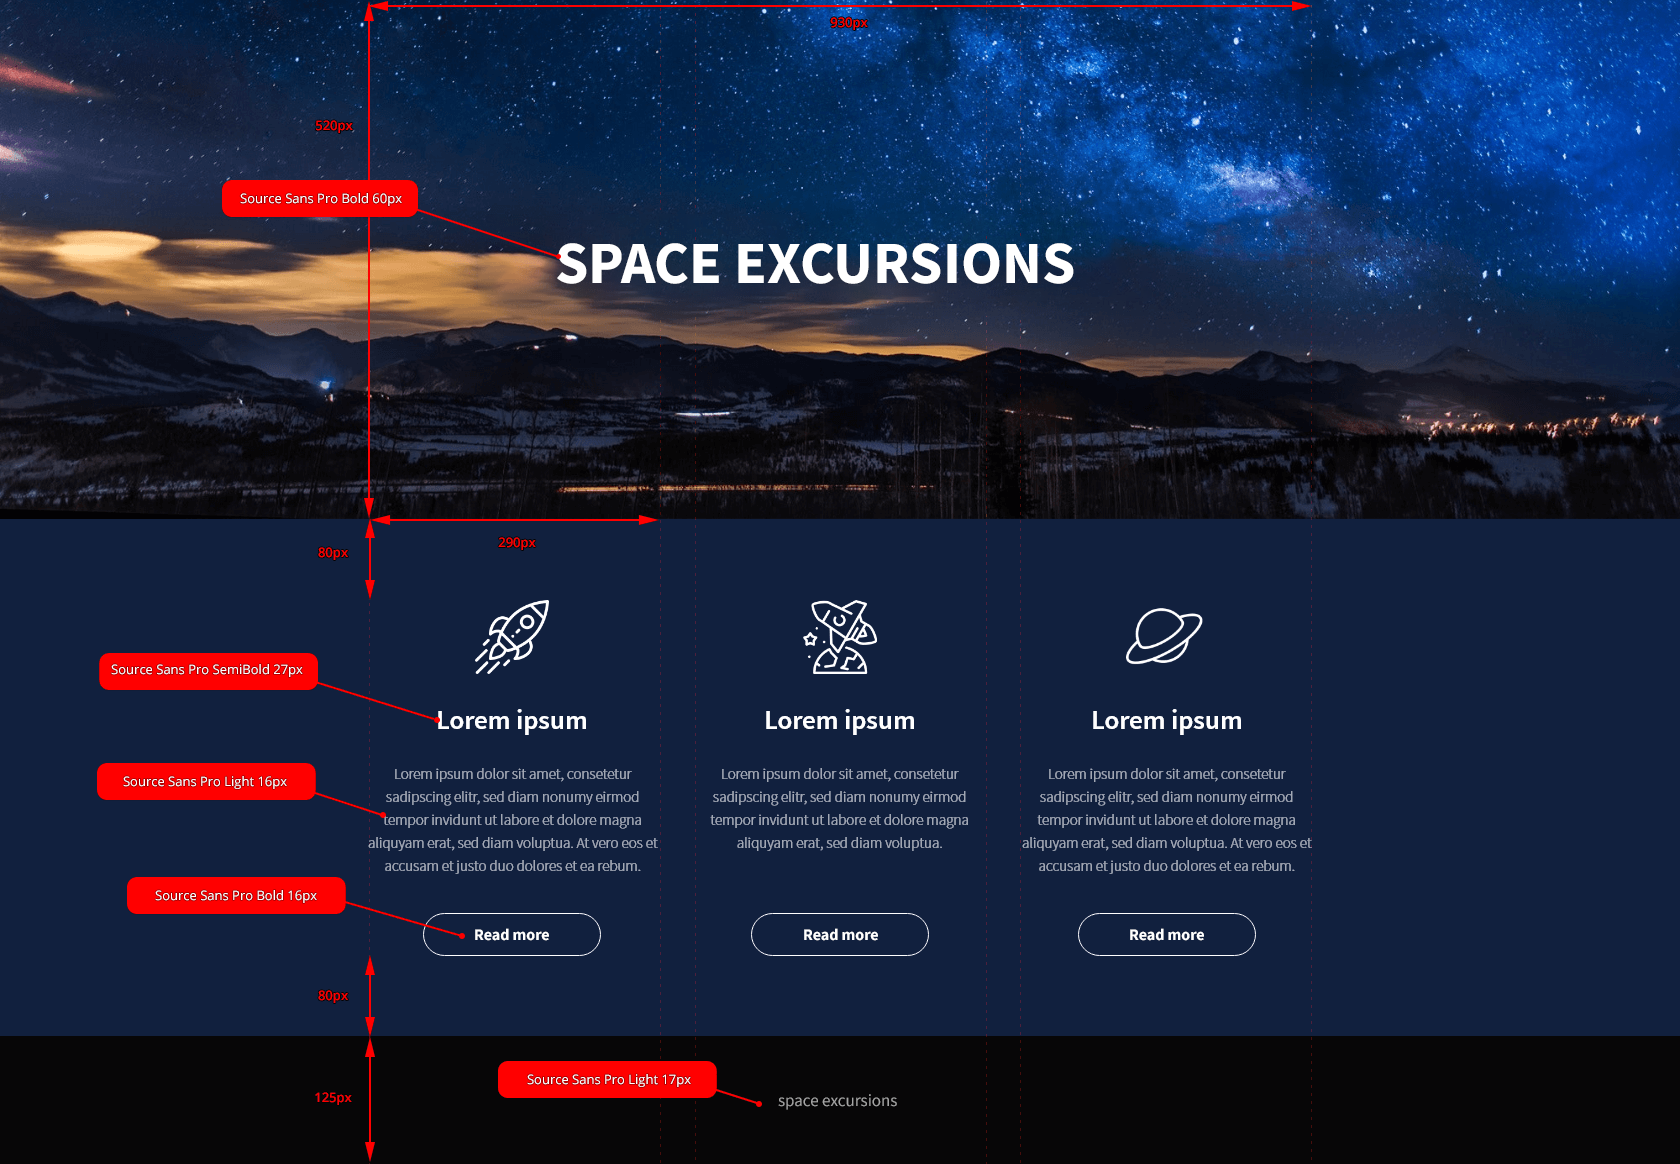 930px
520px
Source Sans Pro Bold 60px
SPACE EXCURSIONS
290px
80px
Source Sans Pro SemiBold 27px
Lorem ipsum
Lorem ipsum
Lorem ipsum
Source Sans Pro Light 16px
Lorem ipsum dolor sit amet, consetetur
sadipscing elitr, sed diam nonumy eirmod
tempor invidunt ut labore et dolore magna
aliquyam erat, sed diam voluptua. At vero eos et
accusam et justo duo dolores et ea rebum.
Lorem ipsum dolor sit amet, consetetur
sadipscing elitr, sed diam nonumy eirmod
tempor invidunt ut labore et dolore magna
aliquyam erat, sed diam voluptua.
Lorem ipsum dolor sit amet, consetetur
sadipscing elitr, sed diam nonumy eirmod
tempor invidunt ut labore et dolore magna
aliquyam erat, sed diam voluptua. At vero eos et
accusam et justo duo dolores et ea rebum.
Source Sans Pro Bold 16px
Read more
Read more
Read more
80px
Source Sans Pro Light 17px
125px
space excursions